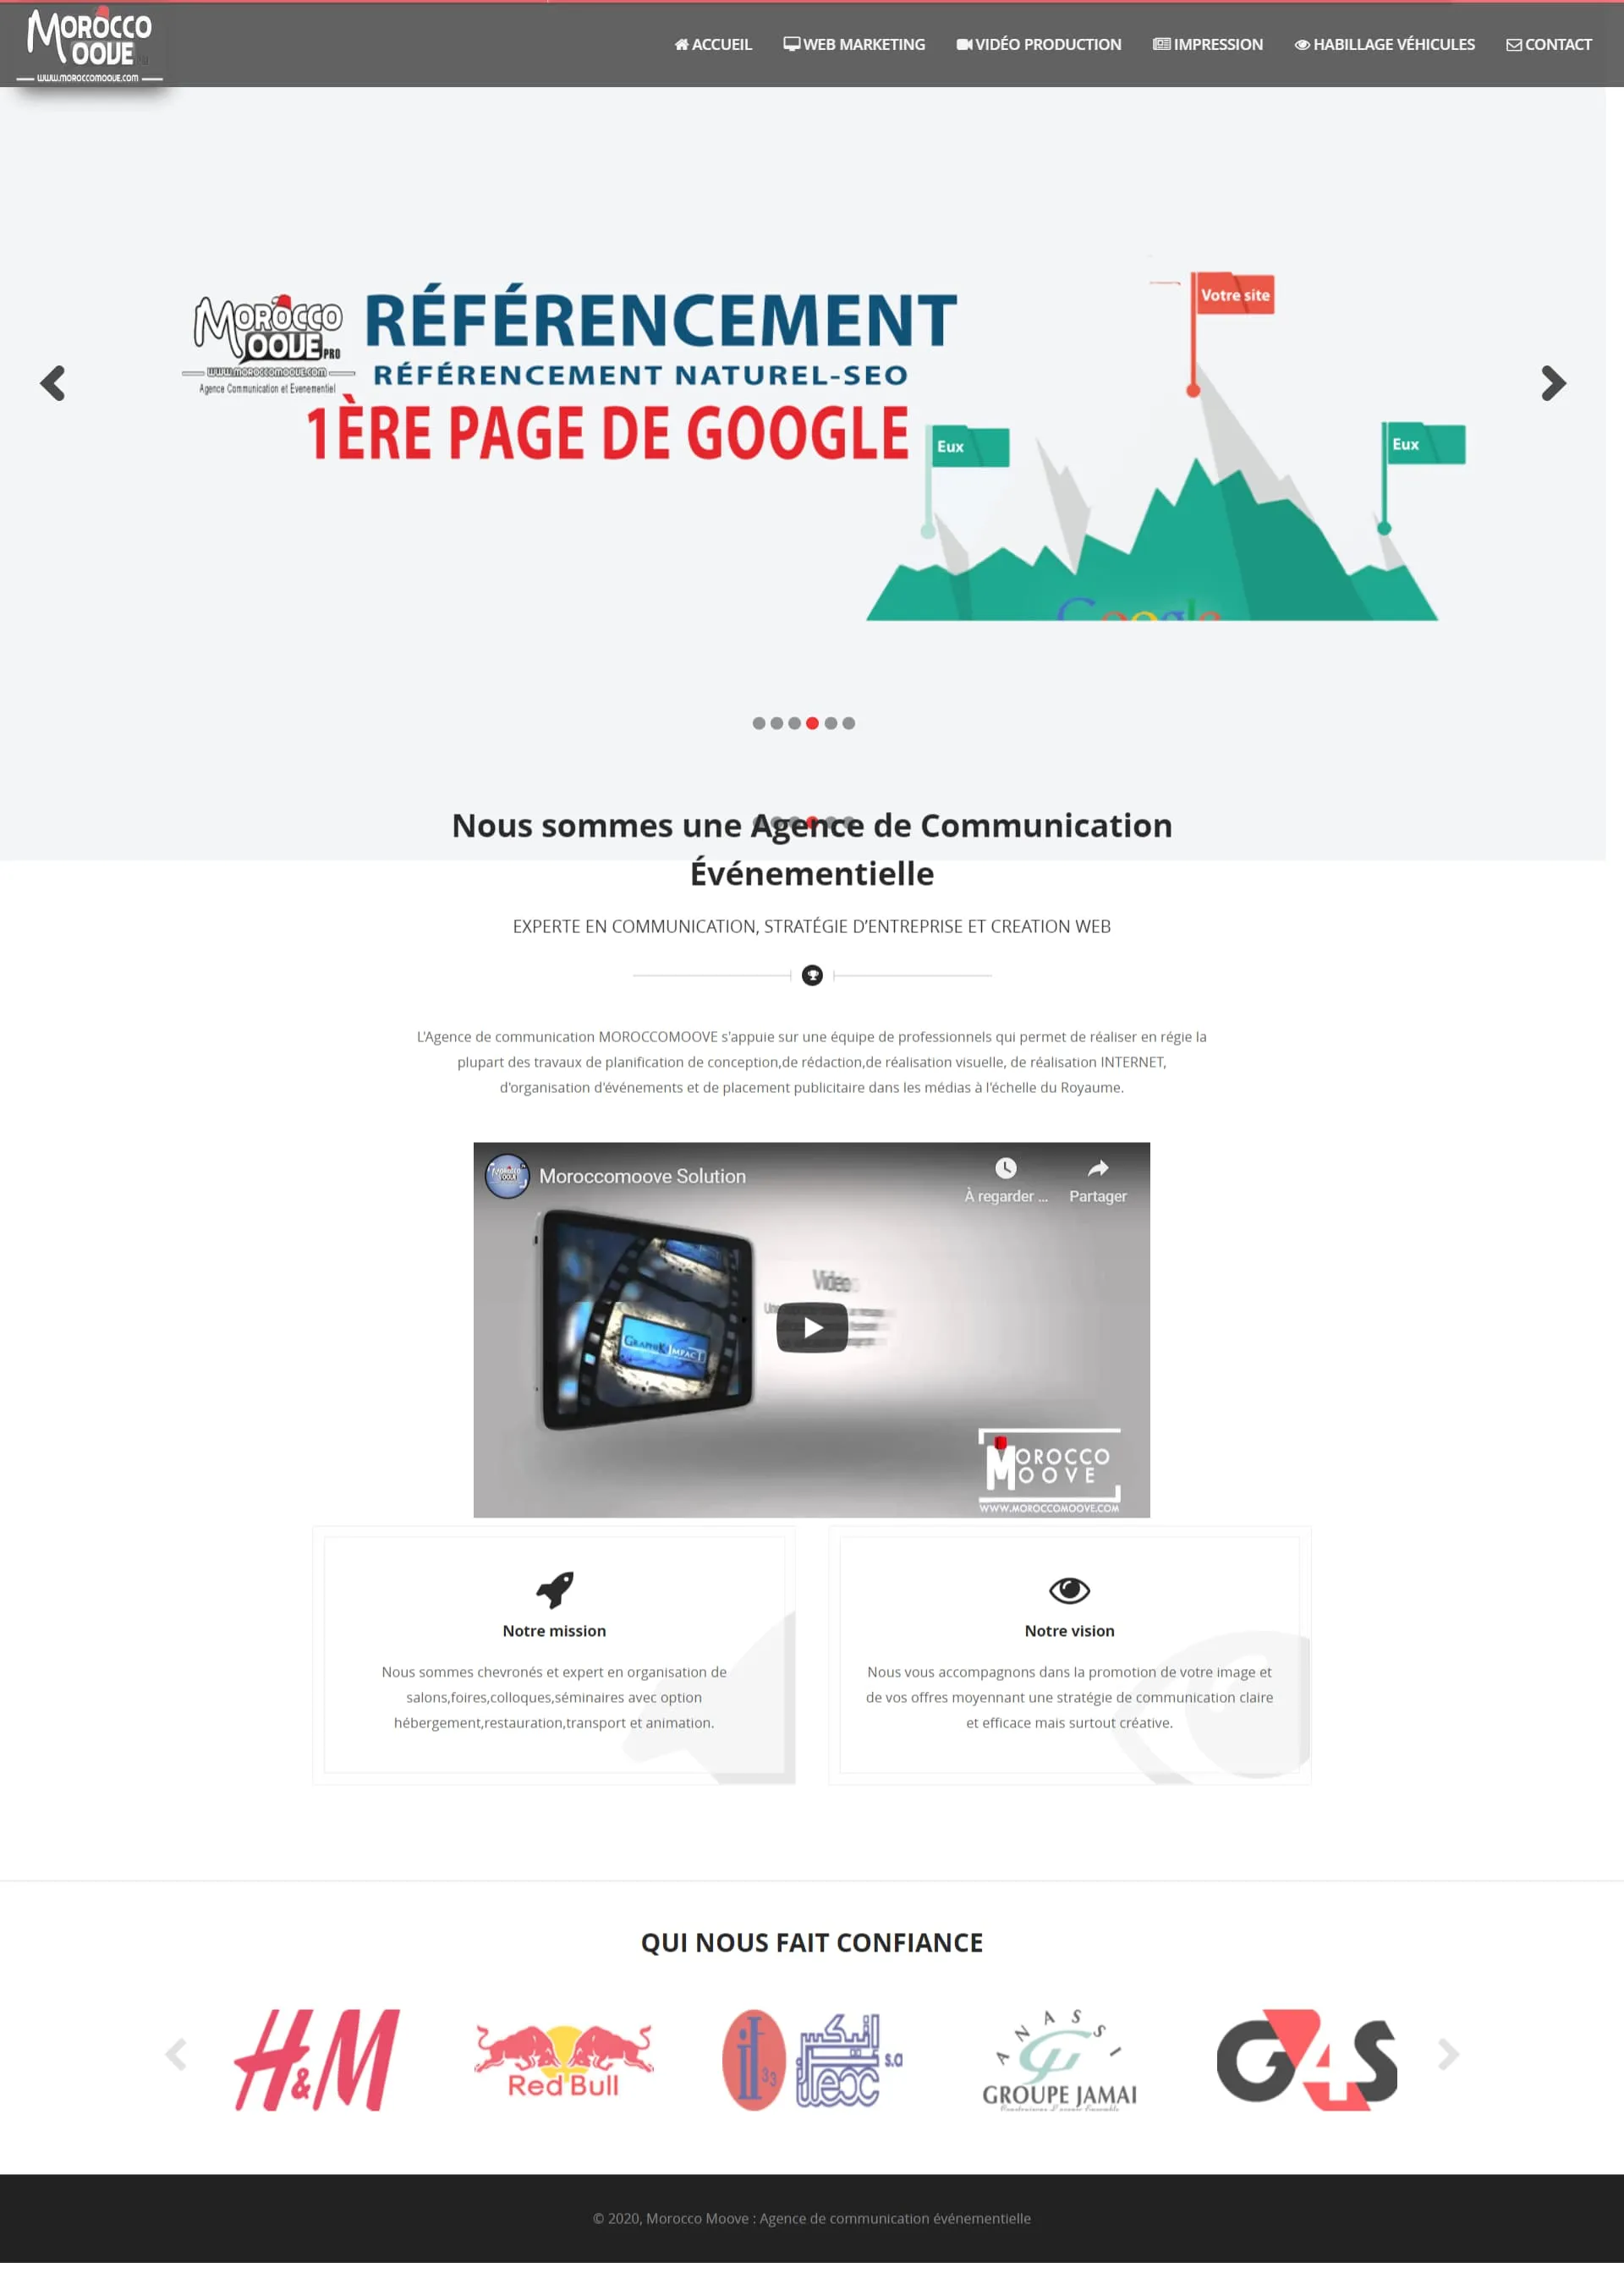 MOROCCO
MOOVE
www.moroccomoove.com
ACCUEIL
WEB MARKETING
VIDÉO PRODUCTION
IMPRESSION
HABILLAGE VÉHICULES
CONTACT
MOROCCO
MOOVE PRO
www.moroccomoove.com
Agence Communication et Evenementiel
RÉFÉRENCEMENT
RÉFÉRENCEMENT NATUREL-SEO
1ÈRE PAGE DE GOOGLE
Votre site
Eux
Eux
Google
Nous sommes une Agence de Communication
Événementielle
EXPERTE EN COMMUNICATION, STRATÉGIE D’ENTREPRISE ET CREATION WEB
L'Agence de communication MOROCCOMOOVE s'appuie sur une équipe de professionnels qui permet de réaliser en régie la
plupart des travaux de planification de conception,de rédaction,de réalisation visuelle, de réalisation INTERNET,
d'organisation d'événements et de placement publicitaire dans les médias à l'échelle du Royaume.
Moroccomoove Solution
À regarder ...
Partager
Video
GRAPHIK IMPACT
MOROCCO
MOOVE
WWW.MOROCCOMOOVE.COM
Notre mission
Nous sommes chevronés et expert en organisation de
salons,foires,colloques,séminaires avec option
hébergement,restauration,transport et animation.
Notre vision
Nous vous accompagnons dans la promotion de votre image et
de vos offres moyennant une stratégie de communication claire
et efficace mais surtout créative.
QUI NOUS FAIT CONFIANCE
H&M
Red Bull
33
s.a
ANASSI
GROUPE JAMAI
G4S
© 2020, Morocco Moove : Agence de communication événementielle